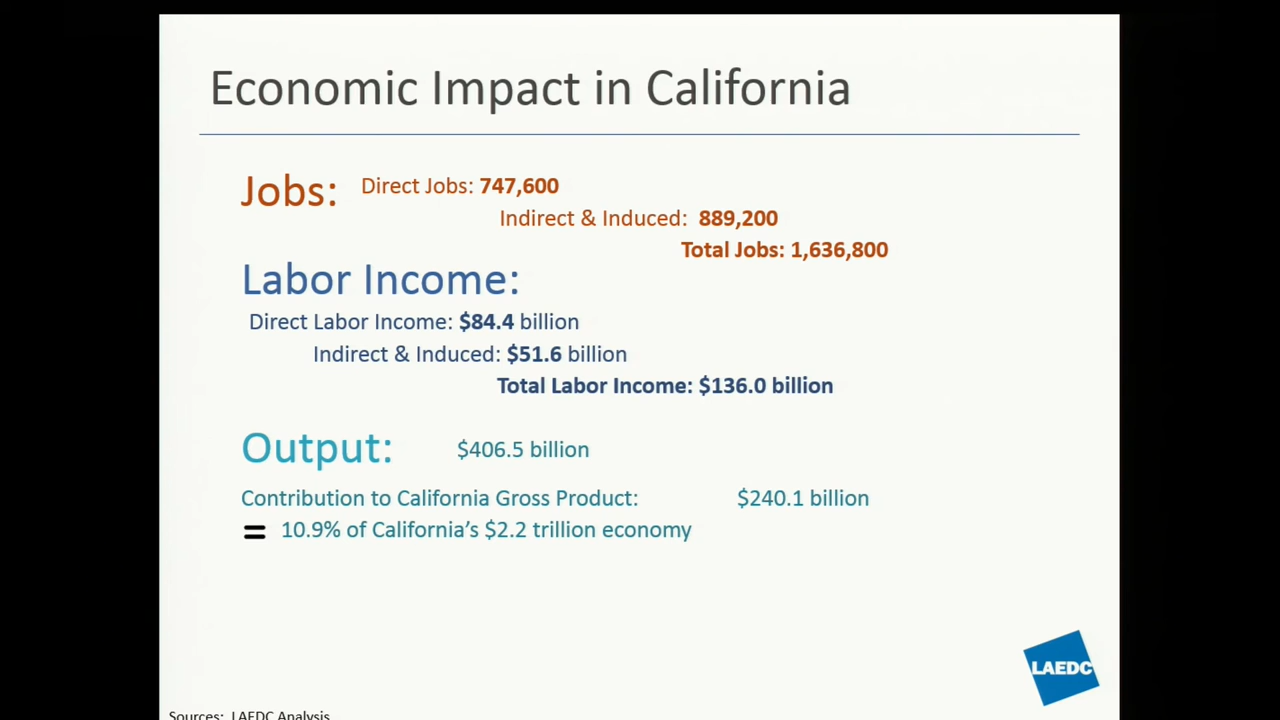 Economic Impact in California
Jobs: Direct Jobs: 747,600
Indirect & Induced: 889,200
Total Jobs: 1,636,800
Labor Income:
Direct Labor Income: $84.4 billion
Indirect & Induced: $51.6 billion
Total Labor Income: $136.0 billion
Output: $406.5 billion
Contribution to California Gross Product: $240.1 billion
= 10.9% of California’s $2.2 trillion economy
LAEDC
Sources: LAEDC Analysis